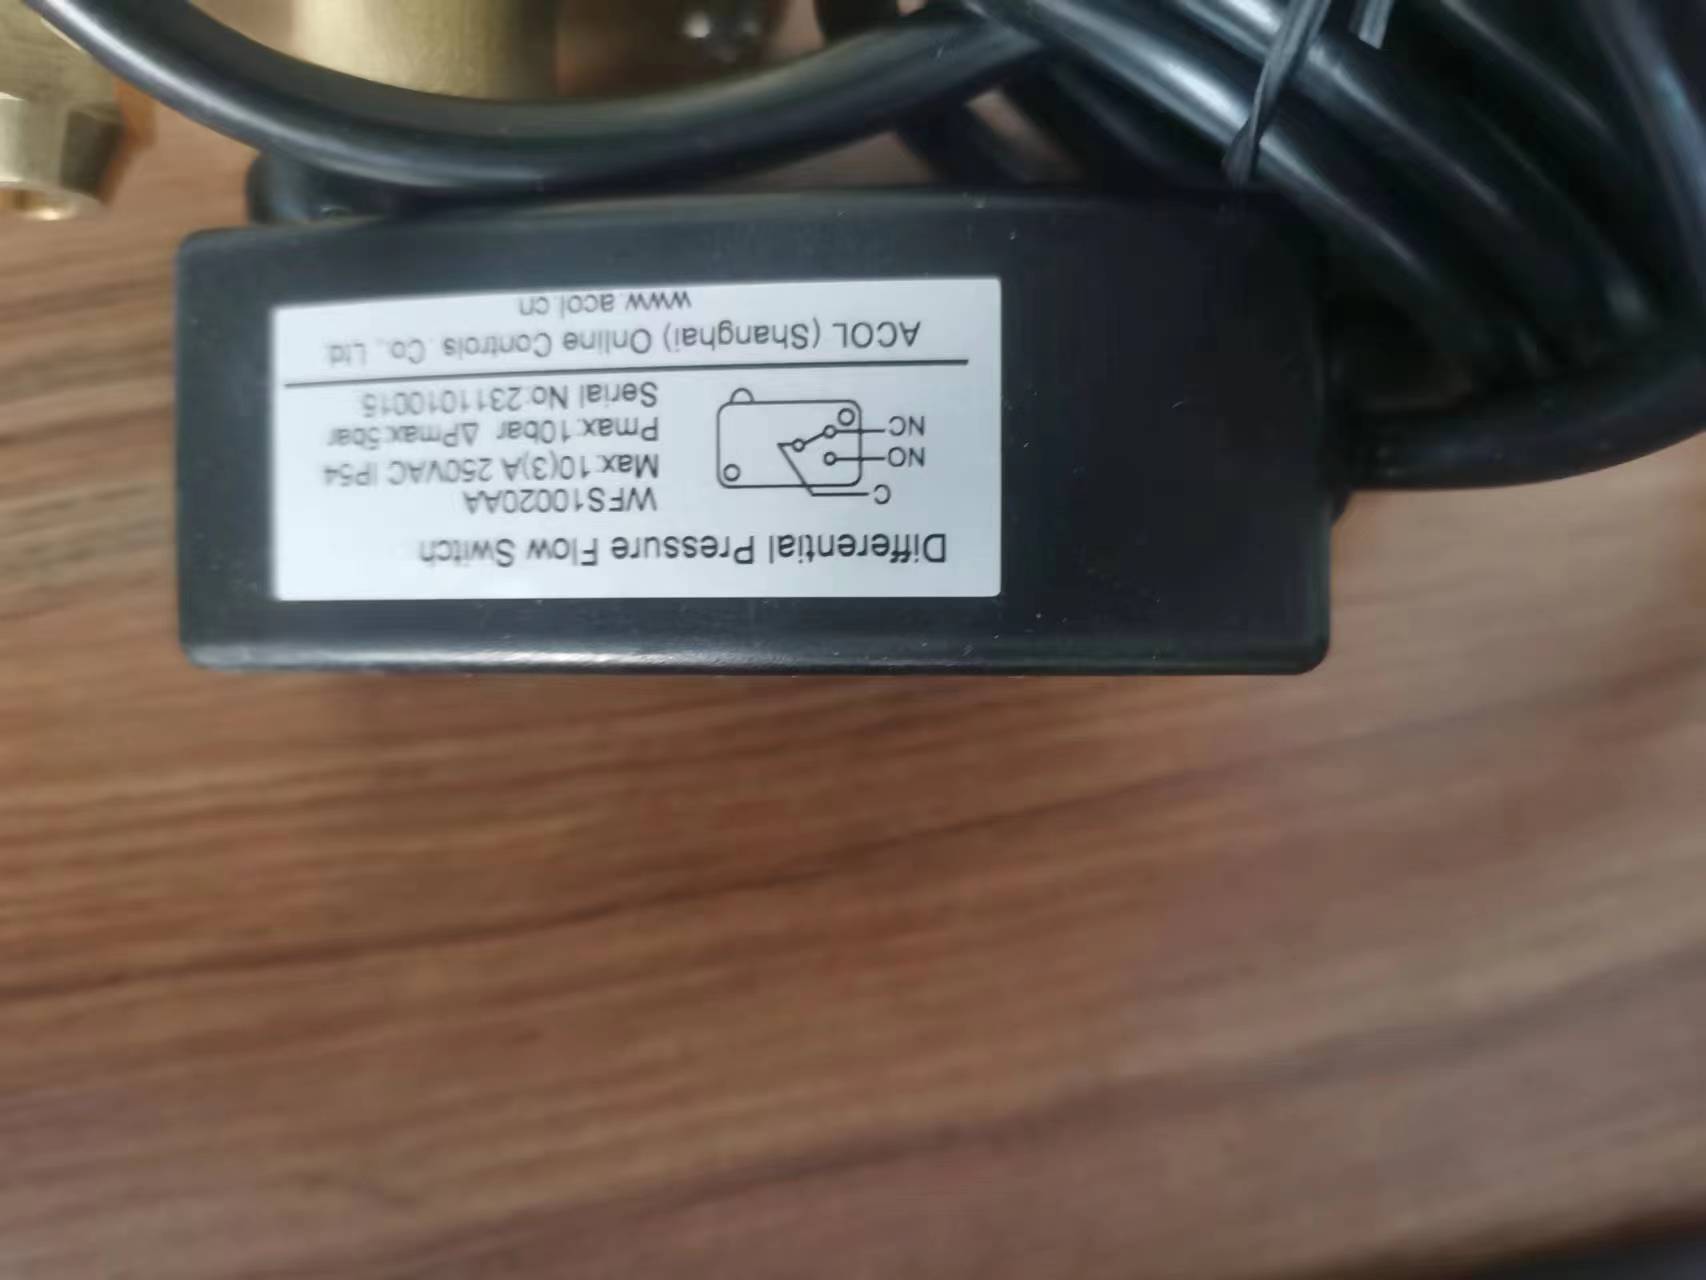 Differential Pressure Flow Switch
C
NO
NC
WFS10020AA
Max:10(3)A 250VAC IP54
Pmax:10bar ΔPmax:5bar
Serial No:2311010015
ACOL (Shanghai) Online Controls Co., Ltd.
www.acol.cn